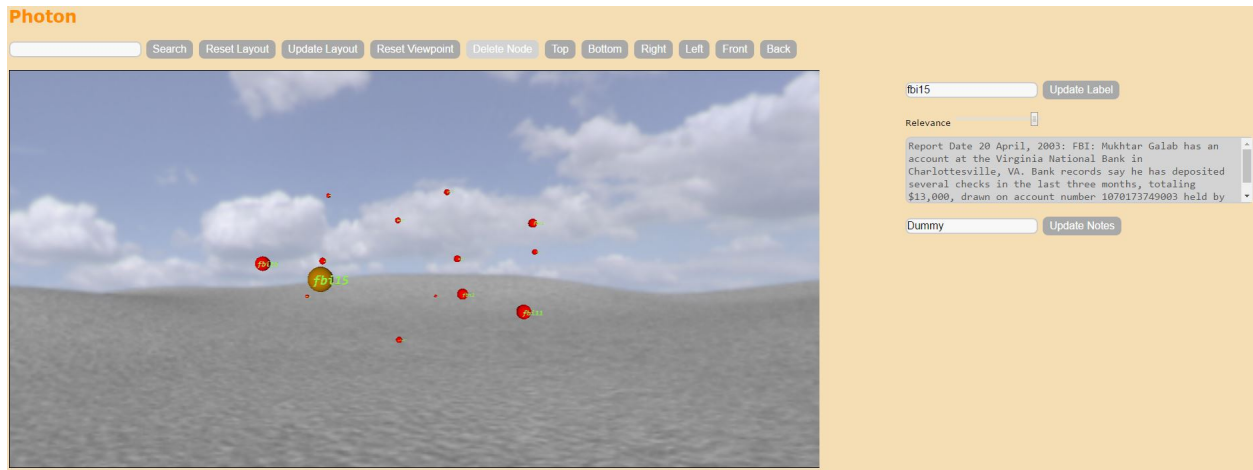 Photon
Search Reset Layout Update Layout Reset Viewpoint Delete Node Top Bottom Right Left Front Back
fbi15 Update Label
Relevance
Report Date 20 April, 2003: FBI: Mukhtar Galab has an
account at the Virginia National Bank in
Charlottesville, VA. Bank records say he has deposited
several checks in the last three months, totaling
$13,000, drawn on account number 1070173749003 held by
Dummy Update Notes
fbi15